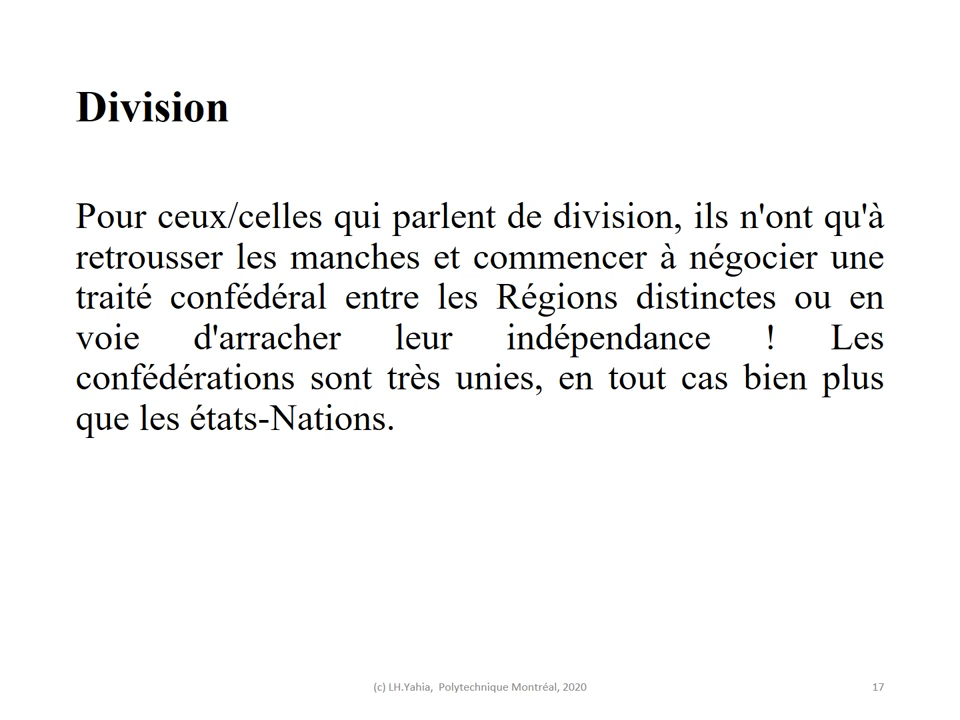 Division
Pour ceux/celles qui parlent de division, ils n'ont qu'à
retrousser les manches et commencer à négocier une
traité confédéral entre les Régions distinctes ou en
voie d'arracher leur indépendance ! Les
confédérations sont très unies, en tout cas bien plus
que les états-Nations.
(c) LH.Yahia, Polytechnique Montréal, 2020
17